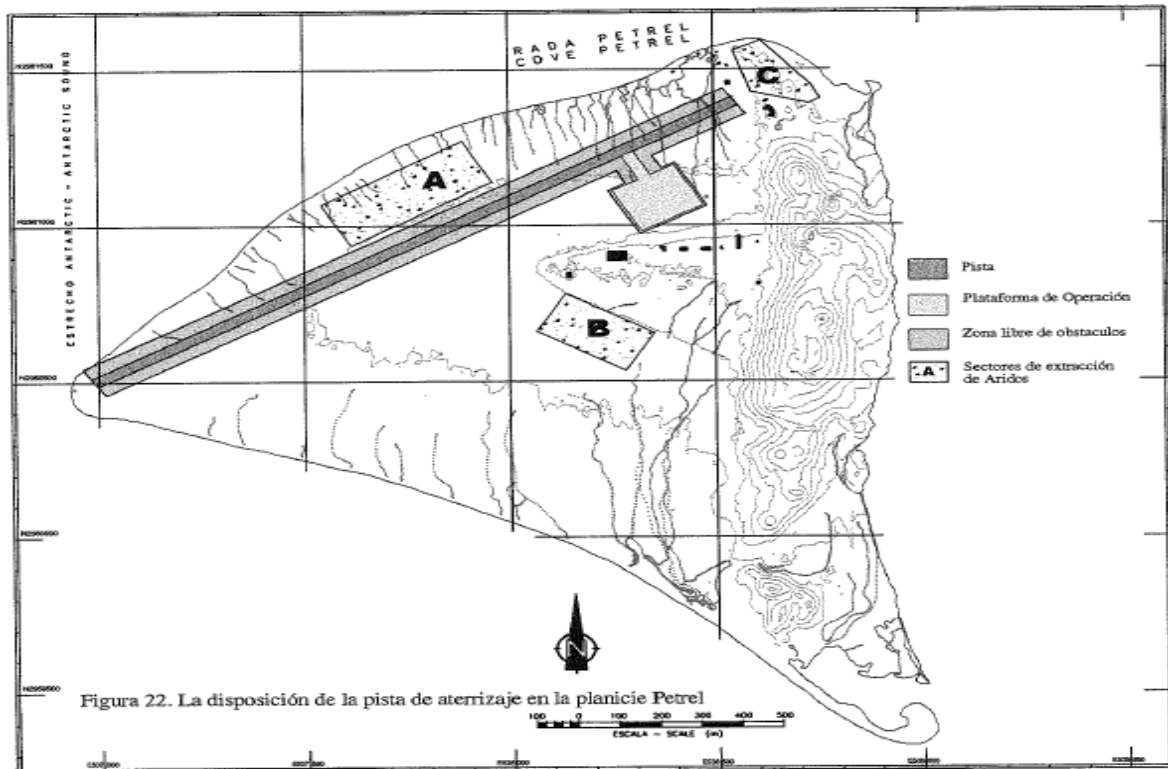 RADA PETREL
COVE PETREL
ESTRECHO ANTARCTIC - ANTARCTIC SOUND
C
A
B
Pista
Plataforma de Operación
Zona libre de obstaculos
A
Sectores de extracción
de Aridos
N
Figura 22. La disposición de la pista de aterrizaje en la planicie Petrel
100 0 100 200 300 400 500
ESCALA - SCALE (m)